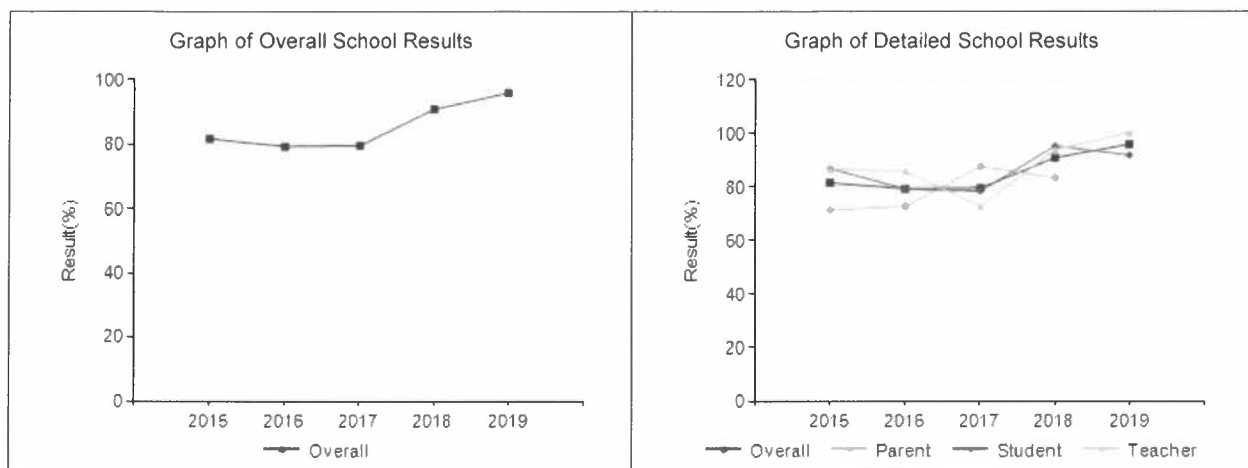 Graph of Overall School Results
100
80
60
40
20
0
Result(%)
2015 2016 2017 2018 2019
Overall
Graph of Detailed School Results
120
100
80
60
40
20
0
Result(%)
2015 2016 2017 2018 2019
Overall Parent Student Teacher